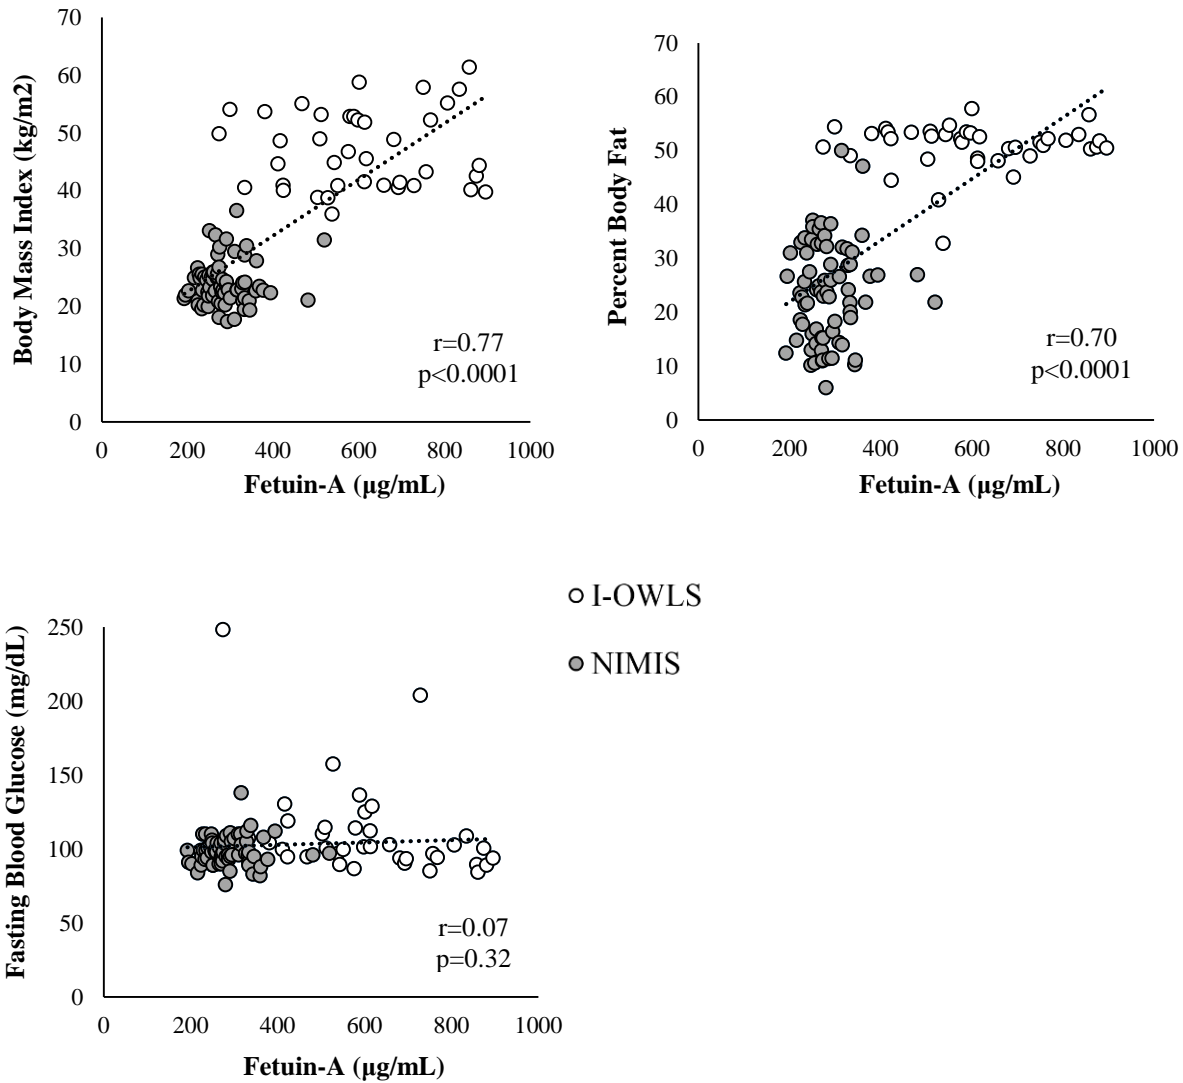 Body Mass Index (kg/m2)
70
60
50
40
30
20
10
0
r=0.77
p<0.0001
0 200 400 600 800 1000
Fetuin-A (µg/mL)
Percent Body Fat
70
60
50
40
30
20
10
0
r=0.70
p<0.0001
0 200 400 600 800 1000
Fetuin-A (µg/mL)
I-OWLS
NIMIS
Fasting Blood Glucose (mg/dL)
250
200
150
100
50
0
r=0.07
p=0.32
0 200 400 600 800 1000
Fetuin-A (µg/mL)